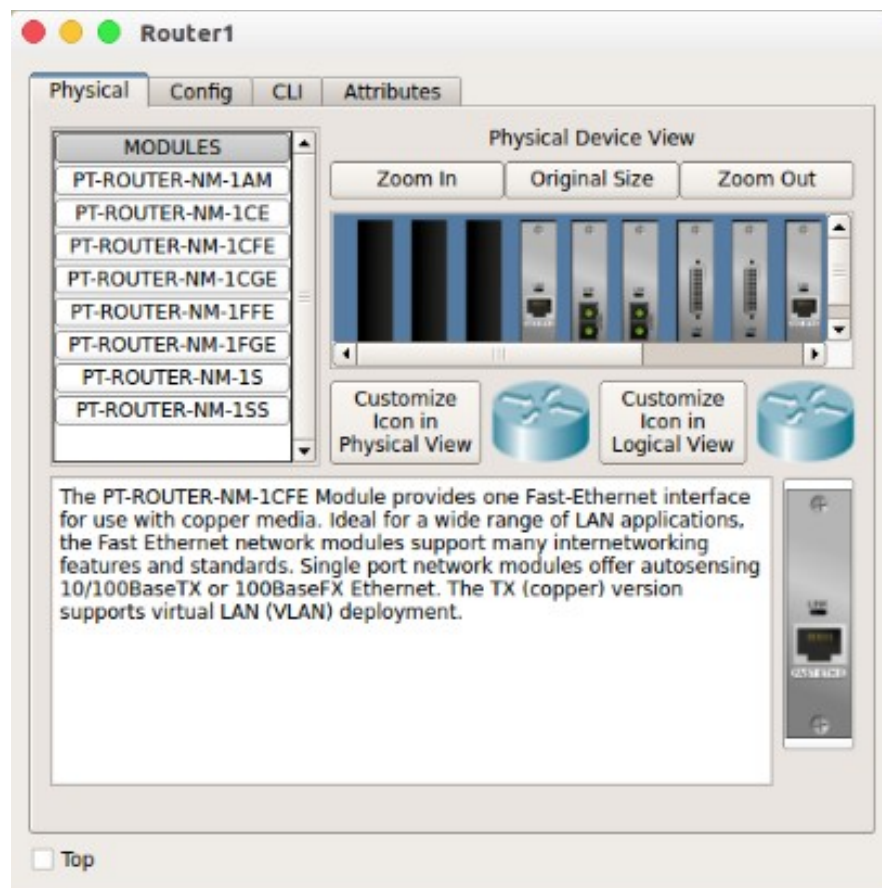 Router1
Physical
Config
CLI
Attributes
MODULES
PT-ROUTER-NM-1AM
PT-ROUTER-NM-1CE
PT-ROUTER-NM-1CFE
PT-ROUTER-NM-1CGE
PT-ROUTER-NM-1FFE
PT-ROUTER-NM-1FGE
PT-ROUTER-NM-1S
PT-ROUTER-NM-1SS
Physical Device View
Zoom In
Original Size
Zoom Out
Customize
Icon in
Physical View
Customize
Icon in
Logical View
The PT-ROUTER-NM-1CFE Module provides one Fast-Ethernet interface
for use with copper media. Ideal for a wide range of LAN applications,
the Fast Ethernet network modules support many internetworking
features and standards. Single port network modules offer autosensing
10/100BaseTX or 100BaseFX Ethernet. The TX (copper) version
supports virtual LAN (VLAN) deployment.
LINK
Top